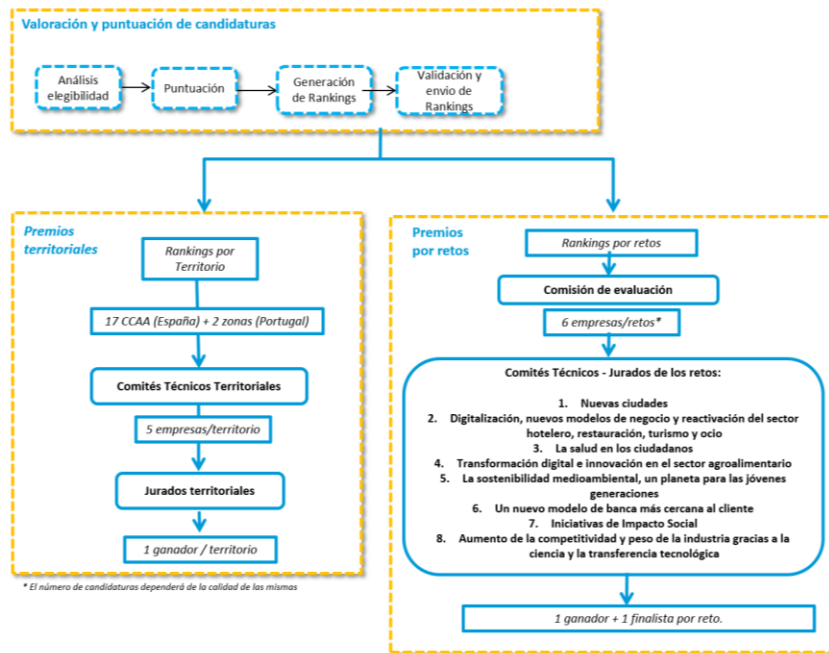 Valoración y puntuación de candidaturas
Análisis
elegibilidad
Puntuación
Generación
de Rankings
Validación y
envio de
Rankings
Premios
territoriales
Rankings por
Territorio
17 CCAA (España) + 2 zonas (Portugal)
Comités Técnicos Territoriales
5 empresas/territorio
Jurados territoriales
1 ganador / territorio
* El número de candidaturas dependerá de la calidad de las mismas
Premios
por retos
Rankings por retos
Comisión de evaluación
6 empresas/retos*
Comités Técnicos - Jurados de los retos:
1. Nuevas ciudades
2. Digitalización, nuevos modelos de negocio y reactivación del sector
hotelero, restauración, turismo y ocio
3. La salud en los ciudadanos
4. Transformación digital e innovación en el sector agroalimentario
5. La sostenibilidad medioambiental, un planeta para las jóvenes
generaciones
6. Un nuevo modelo de banca más cercana al cliente
7. Iniciativas de Impacto Social
8. Aumento de la competitividad y peso de la industria gracias a la
ciencia y la transferencia tecnológica
1 ganador + 1 finalista por reto.